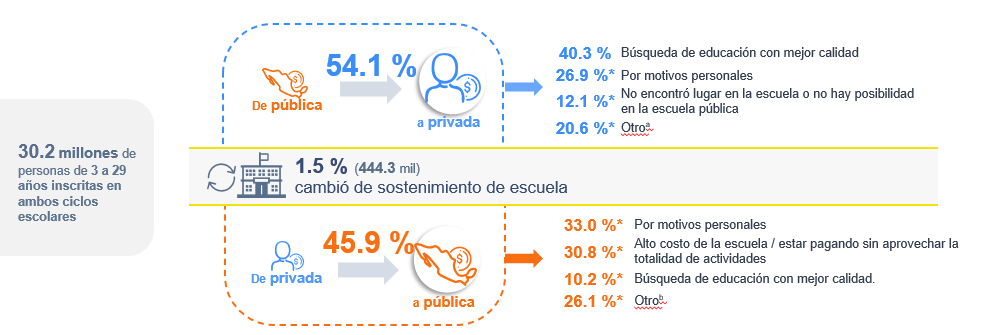 30.2 millones de
personas de 3 a 29
años inscritas en
ambos ciclos
escolares
54.1 %
De pública
a privada
40.3 % Búsqueda de educación con mejor calidad
26.9 %* Por motivos personales
12.1 %* No encontró lugar en la escuela o no hay posibilidad
en la escuela pública
20.6 %* Otroª
1.5 % (444.3 mil)
cambió de sostenimiento de escuela
45.9 %
De privada
a pública
33.0 %* Por motivos personales
30.8 %* Alto costo de la escuela / estar pagando sin aprovechar la
totalidad de actividades
10.2 %* Búsqueda de educación con mejor calidad.
26.1 %* Otroᵇ